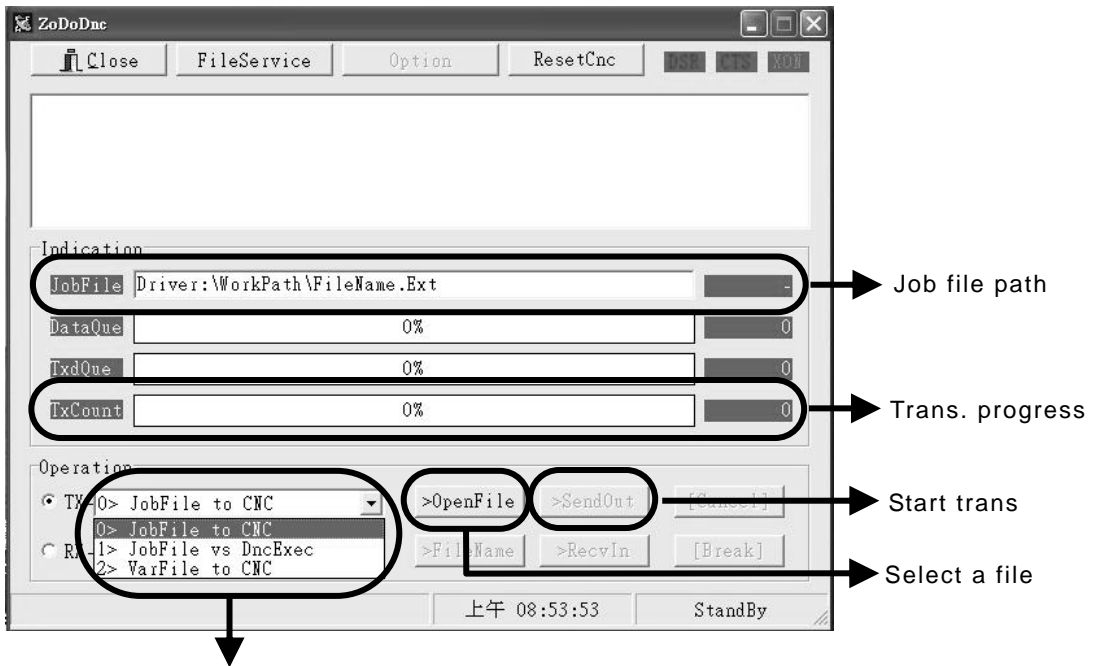 ZoDoDnc
Close FileService Option ResetCnc DSR CTS XON
Indication
JobFile Driver:\WorkPath\FileName.Ext -
Job file path
DataQue 0% 0
TxdQue 0% 0
TxCount 0% 0
Trans. progress
Operation
TX- 0> JobFile to CNC >OpenFile >SendOut [Cancel]
Start trans
0> JobFile to CNC
RX- 1> JobFile vs DncExec >FileName >RecvIn [Break]
2> VarFile to CNC
Select a file
上午 08:53:53 StandBy